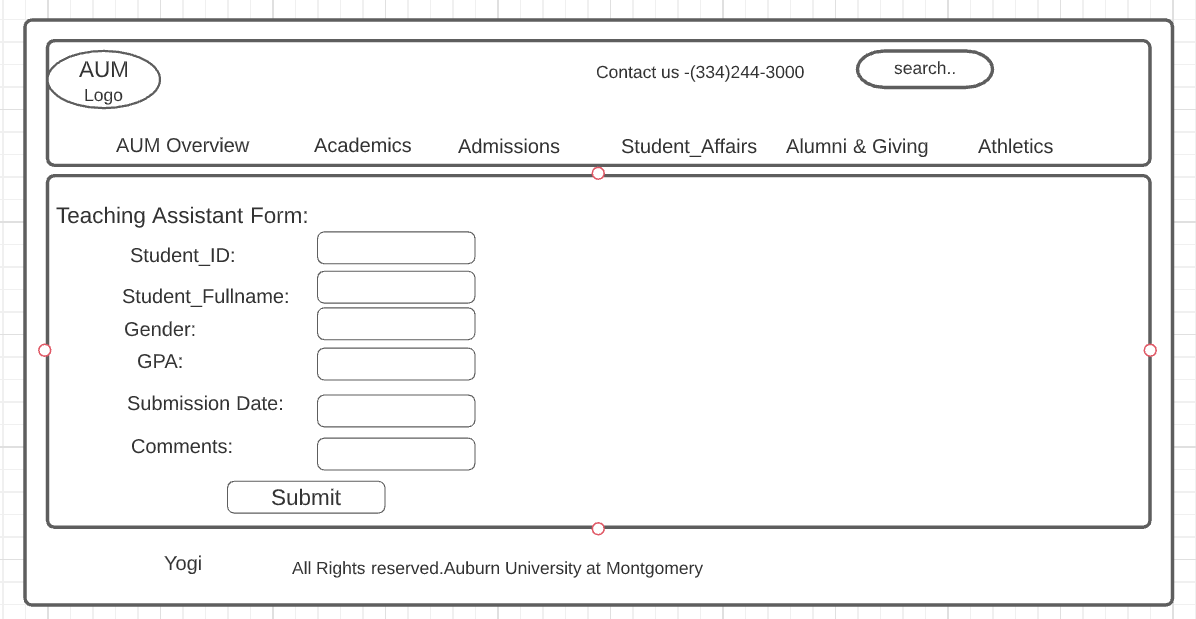 AUM
Logo
Contact us -(334)244-3000
search..
AUM Overview
Academics
Admissions
Student_Affairs
Alumni & Giving
Athletics
Teaching Assistant Form:
Student_ID:
Student_Fullname:
Gender:
GPA:
Submission Date:
Comments:
Submit
Yogi
All Rights reserved.Auburn University at Montgomery